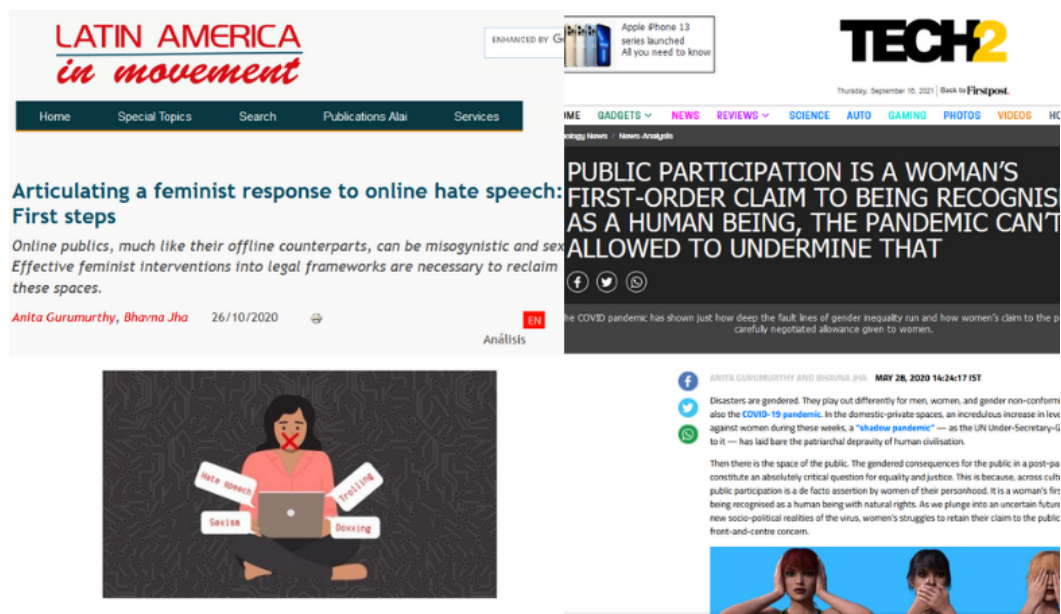 LATIN AMERICA
in movement
ENHANCED BY
Home Special Topics Search Publications Alai Services
Articulating a feminist response to online hate speech:
First steps
Online publics, much like their offline counterparts, can be misogynistic and sex
Effective feminist interventions into legal frameworks are necessary to reclaim
these spaces.
Anita Gurumurthy, Bhavna Jha 26/10/2020
EN
Análisis
Hate speech
Trolling
Sexism
Doxxing
Apple iPhone 13
series launched
All you need to know
TECH2
Thursday, September 16, 2021 | Back to Firstpost.
OME GADGETS NEWS REVIEWS SCIENCE AUTO GAMING PHOTOS VIDEOS HO
nology News / News-Analysis
PUBLIC PARTICIPATION IS A WOMAN'S
FIRST-ORDER CLAIM TO BEING RECOGNISE
AS A HUMAN BEING, THE PANDEMIC CAN'T
ALLOWED TO UNDERMINE THAT
he COVID pandemic has shown just how deep the fault lines of gender inequality run and how women's claim to the p
carefully negotiated allowance given to women.
ANITA GURUMURTHY AND BHAVNA JHA MAY 28, 2020 14:24:17 IST
Disasters are gendered. They play out differently for men, women, and gender non-conformi
also the COVID-19 pandemic. In the domestic-private spaces, an incredulous increase in leve
against women during these weeks, a "shadow pandemic" — as the UN Under-Secretary-G
to it — has laid bare the patriarchal depravity of human civilisation.
Then there is the space of the public. The gendered consequences for the public in a post-pa
constitute an absolutely critical question for equality and justice. This is because, across cultu
public participation is a de facto assertion by women of their personhood. It is a woman's firs
being recognised as a human being with natural rights. As we plunge into an uncertain future
new socio-political realities of the virus, women's struggles to retain their claim to the public
front-and-centre concern.